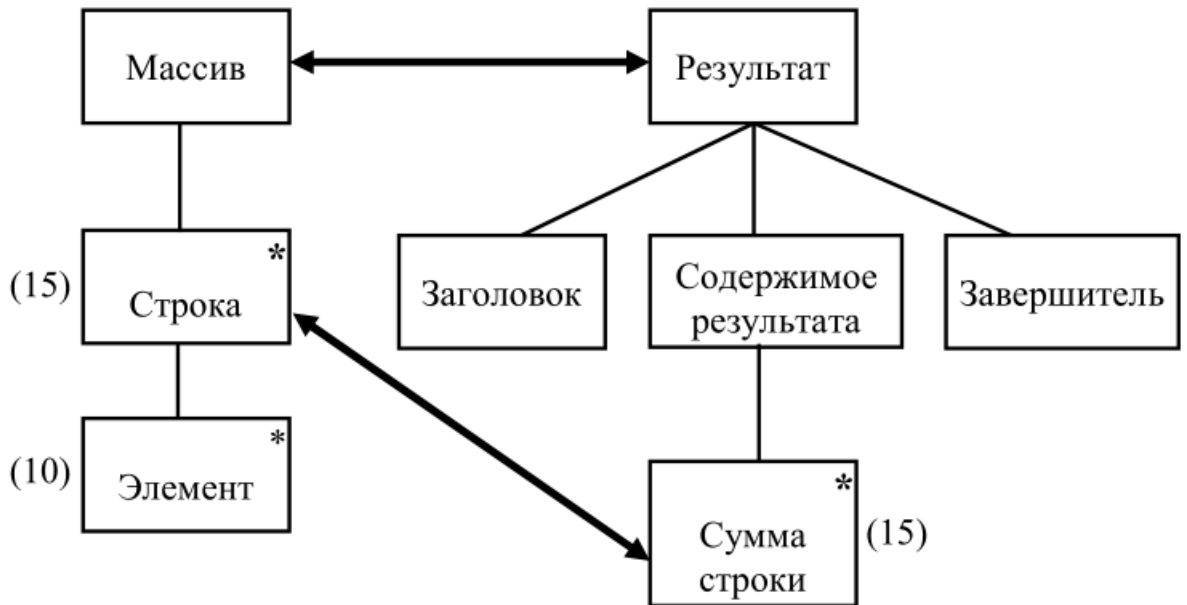 Массив
Результат
(15)
*
Строка
Заголовок
Содержимое
результата
Завершитель
(10)
*
Элемент
*
Сумма
строки
(15)